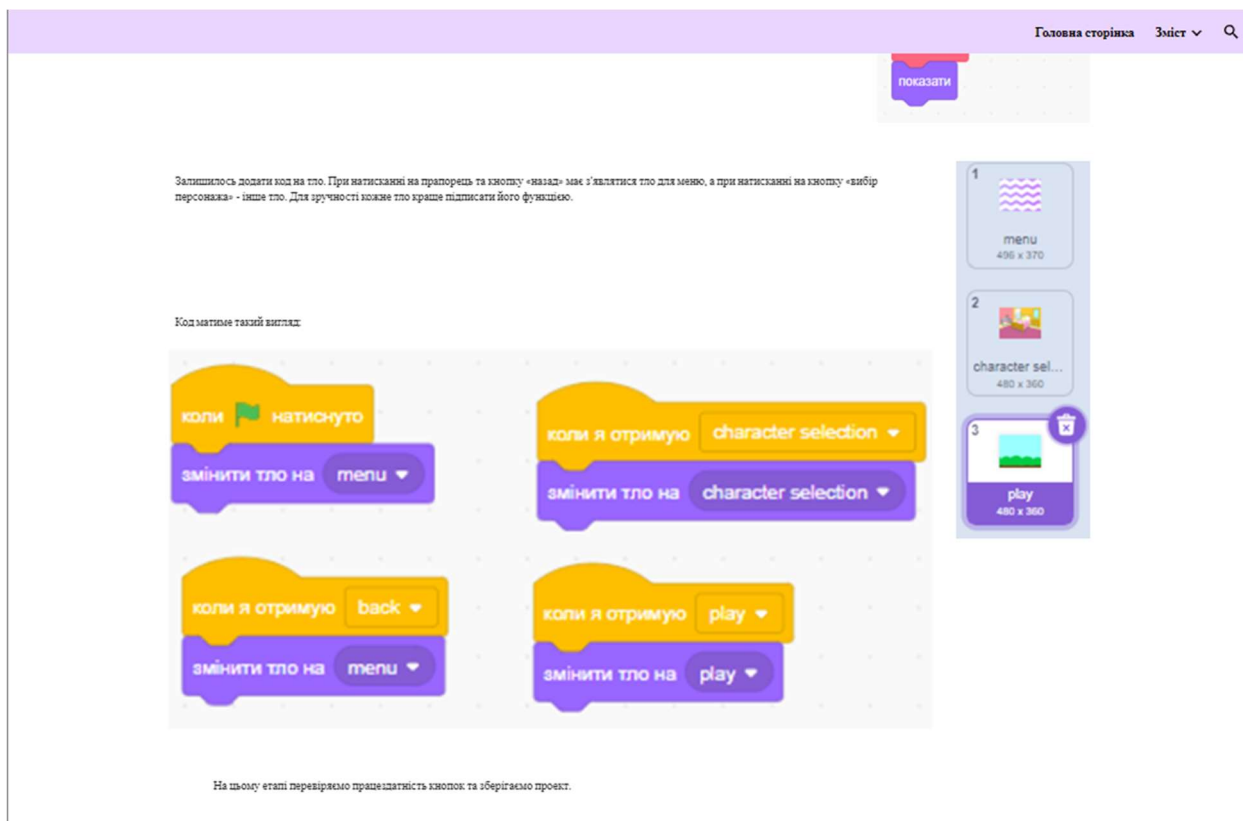 Головна сторінка Зміст
показати
Залишилось додати код на тло. При натисканні на прапорець та кнопку «назад» має з'являтися тло для меню, а при натисканні на кнопку «вибір
персонажа» - інше тло. Для зручності кожне тло краще підписати його функцією.
1
menu
496 x 370
Код матиме такий вигляд:
2
character sel...
480 x 360
3
play
480 x 360
коли натиснуто
змінити тло на menu
коли я отримую character selection
змінити тло на character selection
коли я отримую back
змінити тло на menu
коли я отримую play
змінити тло на play
На цьому етапі перевіряємо працездатність кнопок та зберігаємо проект.